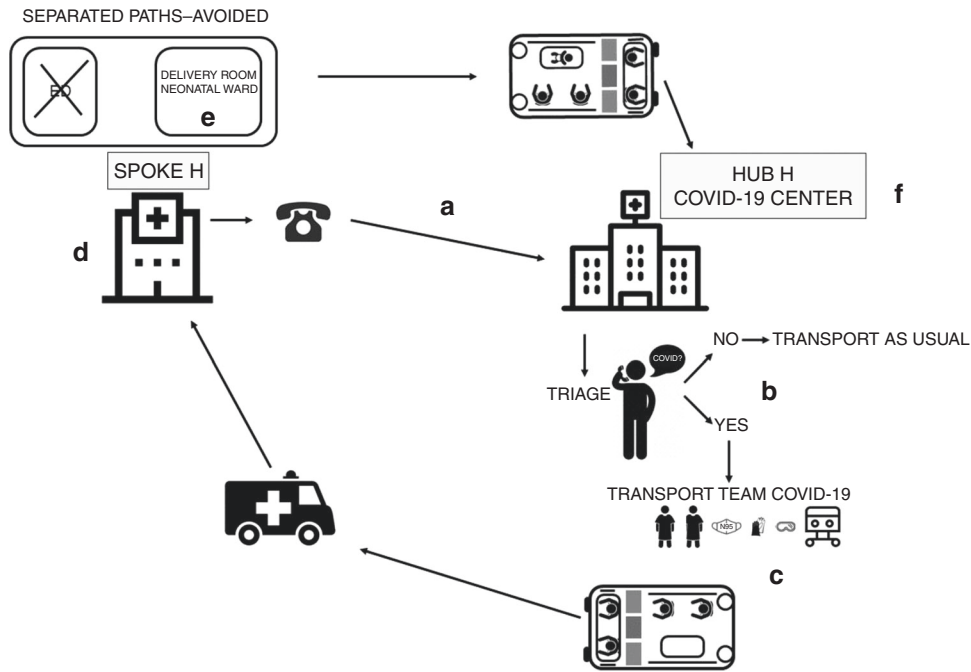 SEPARATED PATHS–AVOIDED
ED
DELIVERY ROOM
NEONATAL WARD
e
SPOKE H
HUB H
COVID-19 CENTER
f
a
d
COVID?
NO
TRANSPORT AS USUAL
TRIAGE
b
YES
TRANSPORT TEAM COVID-19
N95
c